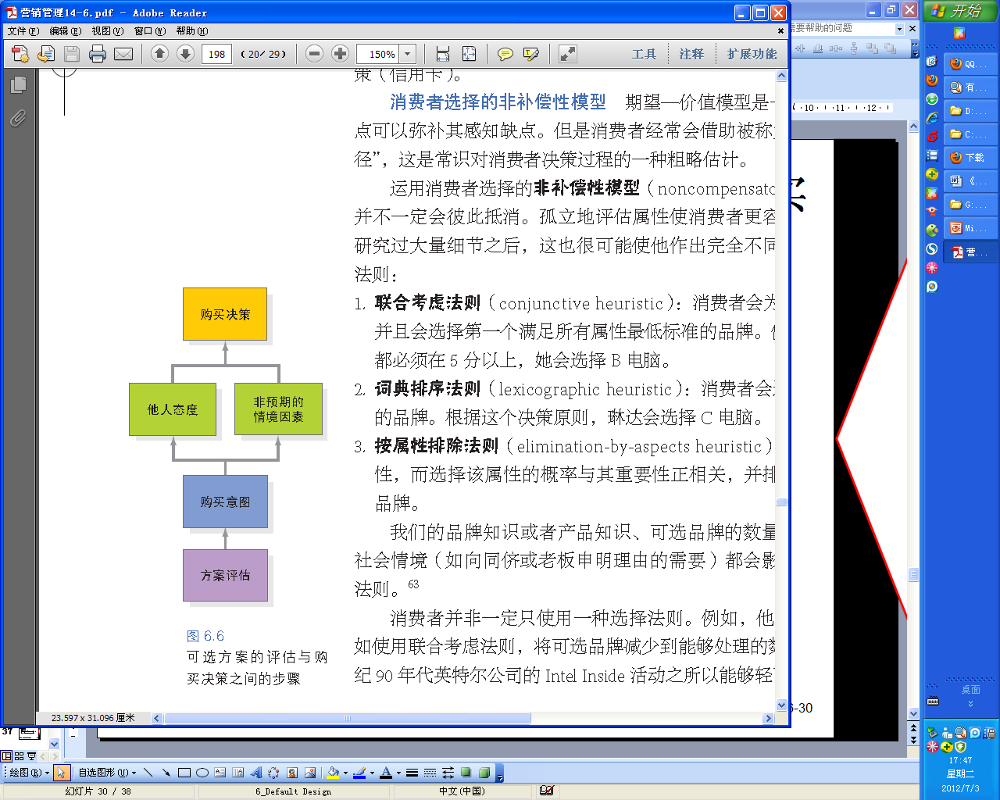 营销管理14-6.pdf - Adobe Reader
文件(F) 编辑(E) 视图(V) 窗口(W) 帮助(H)
198 (20/ 29) 150% 工具 注释 扩展功能
策（信用卡）。
消费者选择的非补偿性模型 期望—价值模型是
点可以弥补其感知缺点。但是消费者经常会借助被称
径”，这是常识对消费者决策过程的一种粗略估计。
运用消费者选择的非补偿性模型（noncompensato
并不一定会彼此抵消。孤立地评估属性使消费者更容
研究过大量细节之后，这也很可能使他作出完全不同
法则：
1. 联合考虑法则（conjunctive heuristic）：消费者会为
并且会选择第一个满足所有属性最低标准的品牌。
都必须在 5 分以上，她会选择 B 电脑。
2. 词典排序法则（lexicographic heuristic）：消费者会
的品牌。根据这个决策原则，琳达会选择 C 电脑。
3. 按属性排除法则（elimination-by-aspects heuristic）
性，而选择该属性的概率与其重要性正相关，并排
品牌。
我们的品牌知识或者产品知识、可选品牌的数量
社会情境（如向同侪或老板申明理由的需要）都会影
法则。63
消费者并非一定只使用一种选择法则。例如，他
如使用联合考虑法则，将可选品牌减少到能够处理的数
纪 90 年代英特尔公司的 Intel Inside 活动之所以能够轻
购买决策
他人态度
非预期的
情境因素
购买意图
方案评估
图 6.6
可选方案的评估与购
买决策之间的步骤
23.597 x 31.096 厘米
需要帮助的问题
10 11 12
6-30
37
绘图(R) 自选图形(U)
幻灯片 30 / 38 6_Default Design 中文(中国)
开始
QQ...
有...
D:...
C:...
下载
《...
G:...
Mi...
营...
桌面
17:47
星期二
2012/7/3